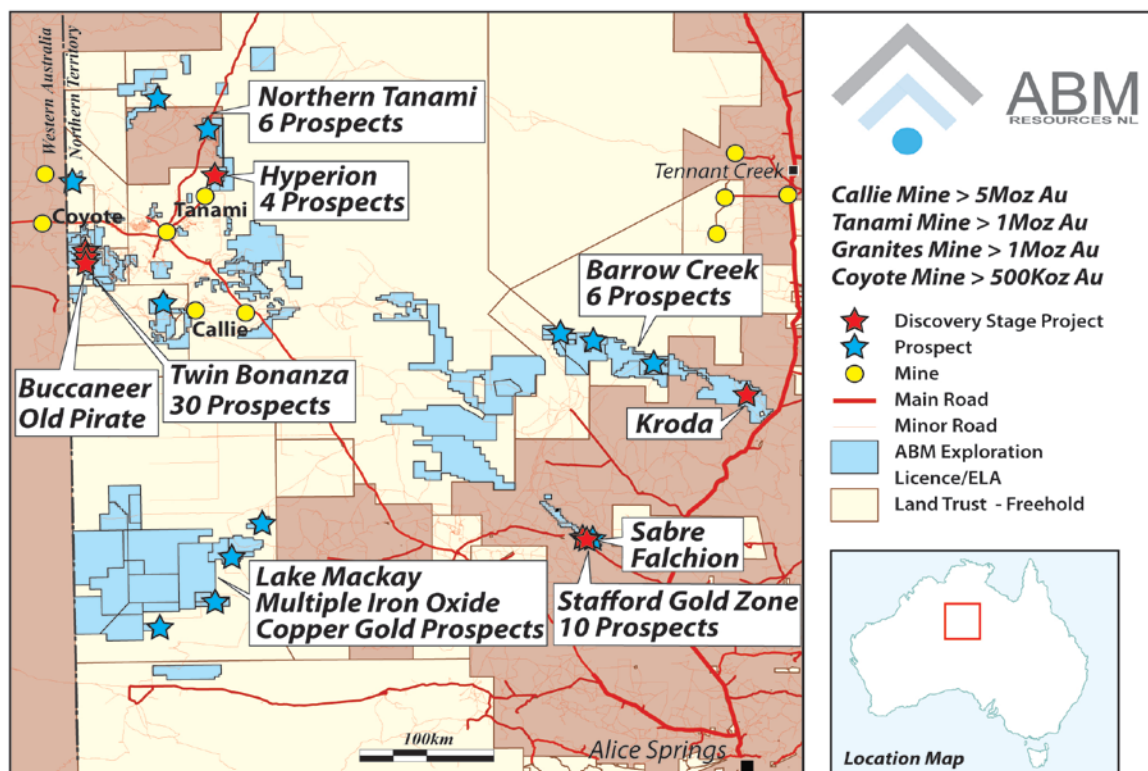 Western Australia
Northern Territory
Northern Tanami
6 Prospects
Hyperion
4 Prospects
Coyote
Tanami
Callie
Buccaneer
Old Pirate
Twin Bonanza
30 Prospects
Tennant Creek
Barrow Creek
6 Prospects
Kroda
Sabre
Falchion
Stafford Gold Zone
10 Prospects
Lake Mackay
Multiple Iron Oxide
Copper Gold Prospects
100km
Alice Springs
ABM
RESOURCES NL
Callie Mine > 5Moz Au
Tanami Mine > 1Moz Au
Granites Mine > 1Moz Au
Coyote Mine > 500Koz Au
Discovery Stage Project
Prospect
Mine
Main Road
Minor Road
ABM Exploration
Licence/ELA
Land Trust - Freehold
Location Map